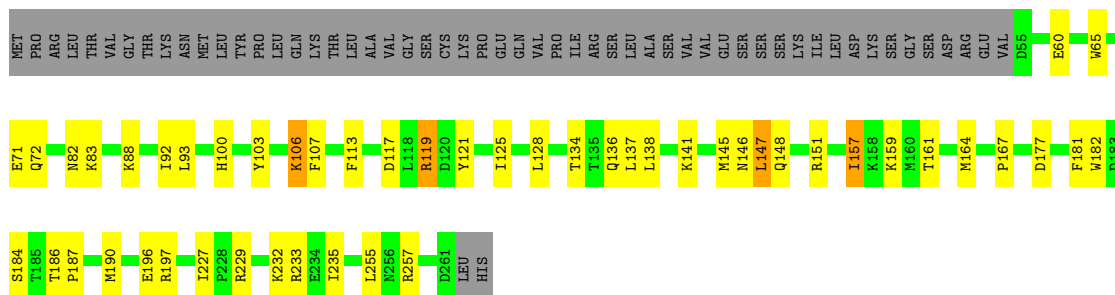 MET PRO ARG LEU THR VAL GLY THR LYS ASN MET LEU TYR PRO LEU GLN LYS THR LEU ALA VAL GLY SER CYS LYS PRO GLU GLN VAL PRO ILE ARG SER LEU ALA SER VAL VAL GLU SER SER SER LYS ILE LEU ASP LYS SER GLY SER ASP ARG GLU VAL D55 E60 W65
E71 Q72 N82 K83 K88 I92 L93 H100 Y103 K106 F107 F113 D117 L118 R119 D120 Y121 I125 L128 T134 T135 Q136 L137 L138 K141 M145 N146 L147 Q148 R151 I157 K158 K159 M160 T161 M164 P167 D177 F181 W182 D183
S184 T185 T186 P187 M190 E196 R197 I227 P228 R229 K232 R233 E234 I235 L255 N256 R257 D261 LEU HIS